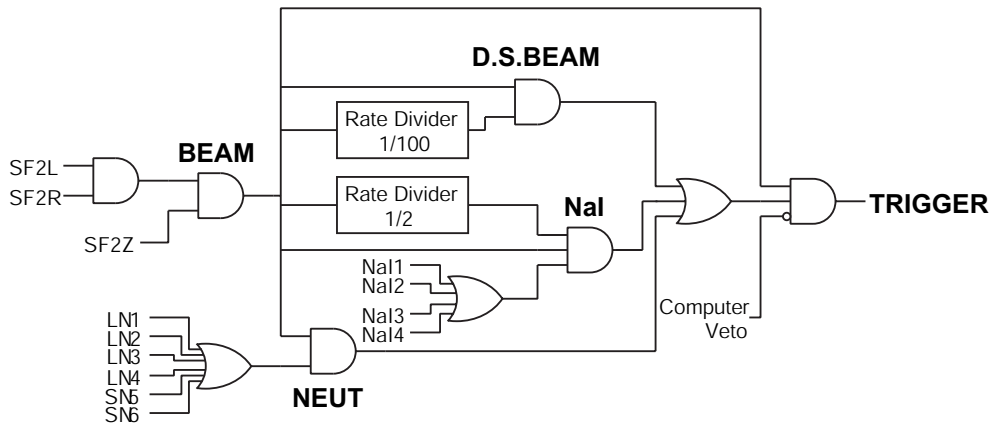 D.S.BEAM
Rate Divider
1/100
BEAM
SF2L
SF2R
SF2Z
Rate Divider
1/2
NaI
TRIGGER
NaI1
NaI2
NaI3
NaI4
Computer
Veto
LN1
LN2
LN3
LN4
SN5
SN6
NEUT